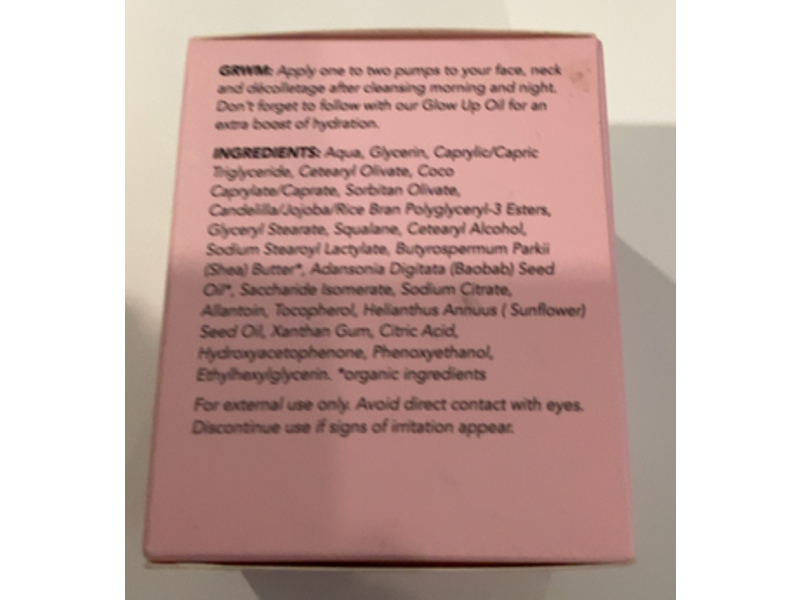 GRWM: Apply one to two pumps to your face, neck
and décolletage after cleansing morning and night.
Don't forget to follow with our Glow Up Oil for an
extra boost of hydration.
INGREDIENTS: Aqua, Glycerin, Caprylic/Capric
Triglyceride, Cetearyl Olivate, Coco
Caprylate/Caprate, Sorbitan Olivate,
Candelilla/Jojoba/Rice Bran Polyglyceryl-3 Esters,
Glyceryl Stearate, Squalane, Cetearyl Alcohol,
Sodium Stearoyl Lactylate, Butyrospermum Parkii
(Shea) Butter*, Adansonia Digitata (Baobab) Seed
Oil*, Saccharide Isomerate, Sodium Citrate,
Allantoin, Tocopherol, Helianthus Annuus ( Sunflower)
Seed Oil, Xanthan Gum, Citric Acid,
Hydroxyacetophenone, Phenoxyethanol,
Ethylhexylglycerin. *organic ingredients
For external use only. Avoid direct contact with eyes.
Discontinue use if signs of irritation appear.